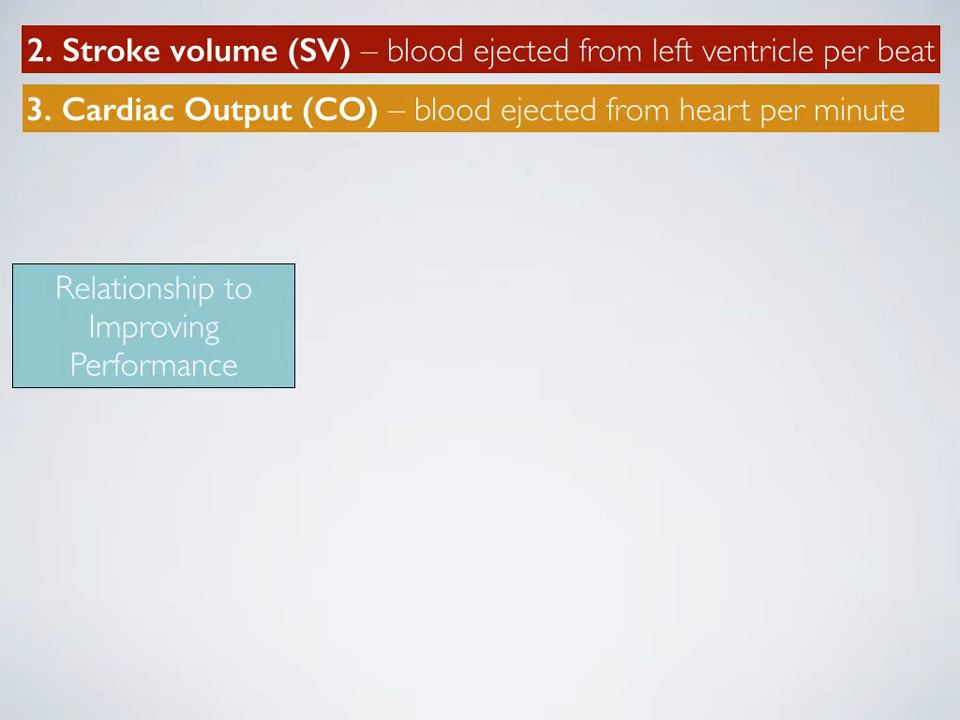 2. Stroke volume (SV) – blood ejected from left ventricle per beat
3. Cardiac Output (CO) – blood ejected from heart per minute
Relationship to
Improving
Performance